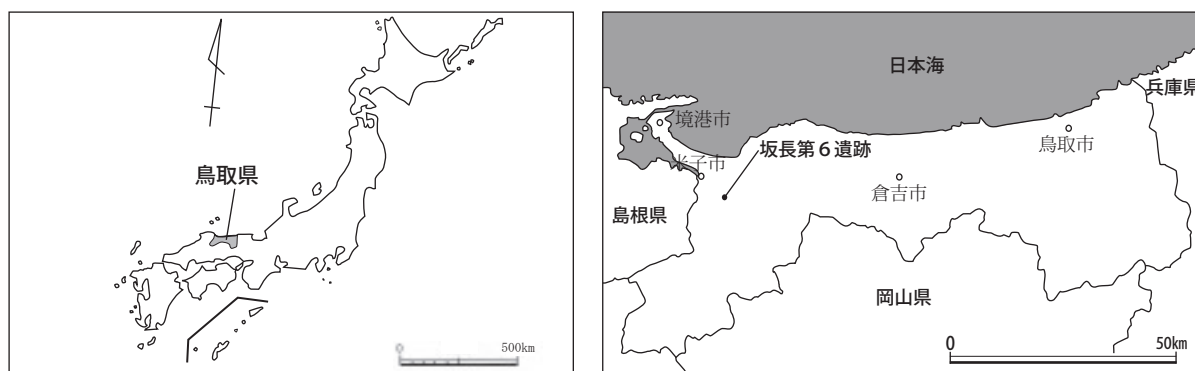 鳥取県
0
500km
日本海
兵庫県
境港市
鳥取市
米子市
坂長第６遺跡
倉吉市
島根県
岡山県
0
50km